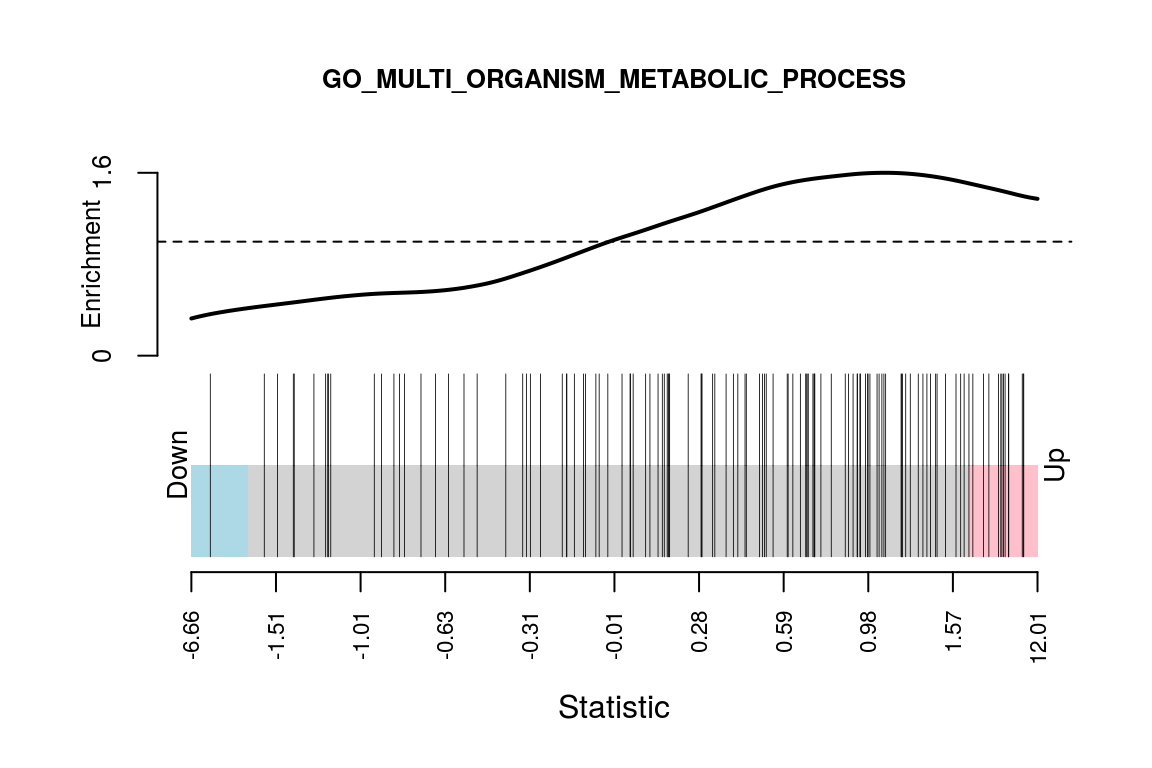 GO_MULTI_ORGANISM_METABOLIC_PROCESS
1.6
Enrichment
0
Down
Up
-6.66
-1.51
-1.01
-0.63
-0.31
-0.01
0.28
0.59
0.98
1.57
12.01
Statistic